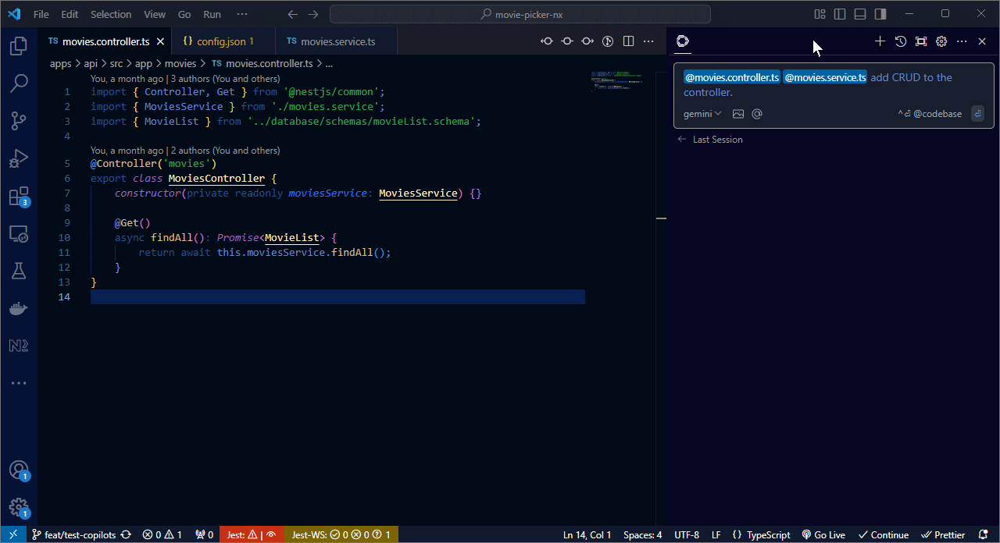 File Edit Selection View Go Run ··· movie-picker-nx
TS movies.controller.ts {} config.json 1 TS movies.service.ts
apps > api > src > app > movies > TS movies.controller.ts > ...
You, a month ago | 3 authors (You and others)
1 import { Controller, Get } from '@nestjs/common';
2 import { MoviesService } from './movies.service';
3 import { MovieList } from '../database/schemas/movieList.schema';
4
You, a month ago | 2 authors (You and others)
5 @Controller('movies')
6 export class MoviesController {
7 constructor(private readonly moviesService: MoviesService) {}
8
9 @Get()
10 async findAll(): Promise<MovieList> {
11 return await this.moviesService.findAll();
12 }
13 }
14
@movies.controller.ts @movies.service.ts add CRUD to the
controller.
gemini ^⏎ @codebase
Last Session
3
1
1
feat/test-copilots 0 1 0 Jest: | Jest-WS: 0 0 1 Ln 14, Col 1 Spaces: 4 UTF-8 LF {} TypeScript Go Live Continue Prettier